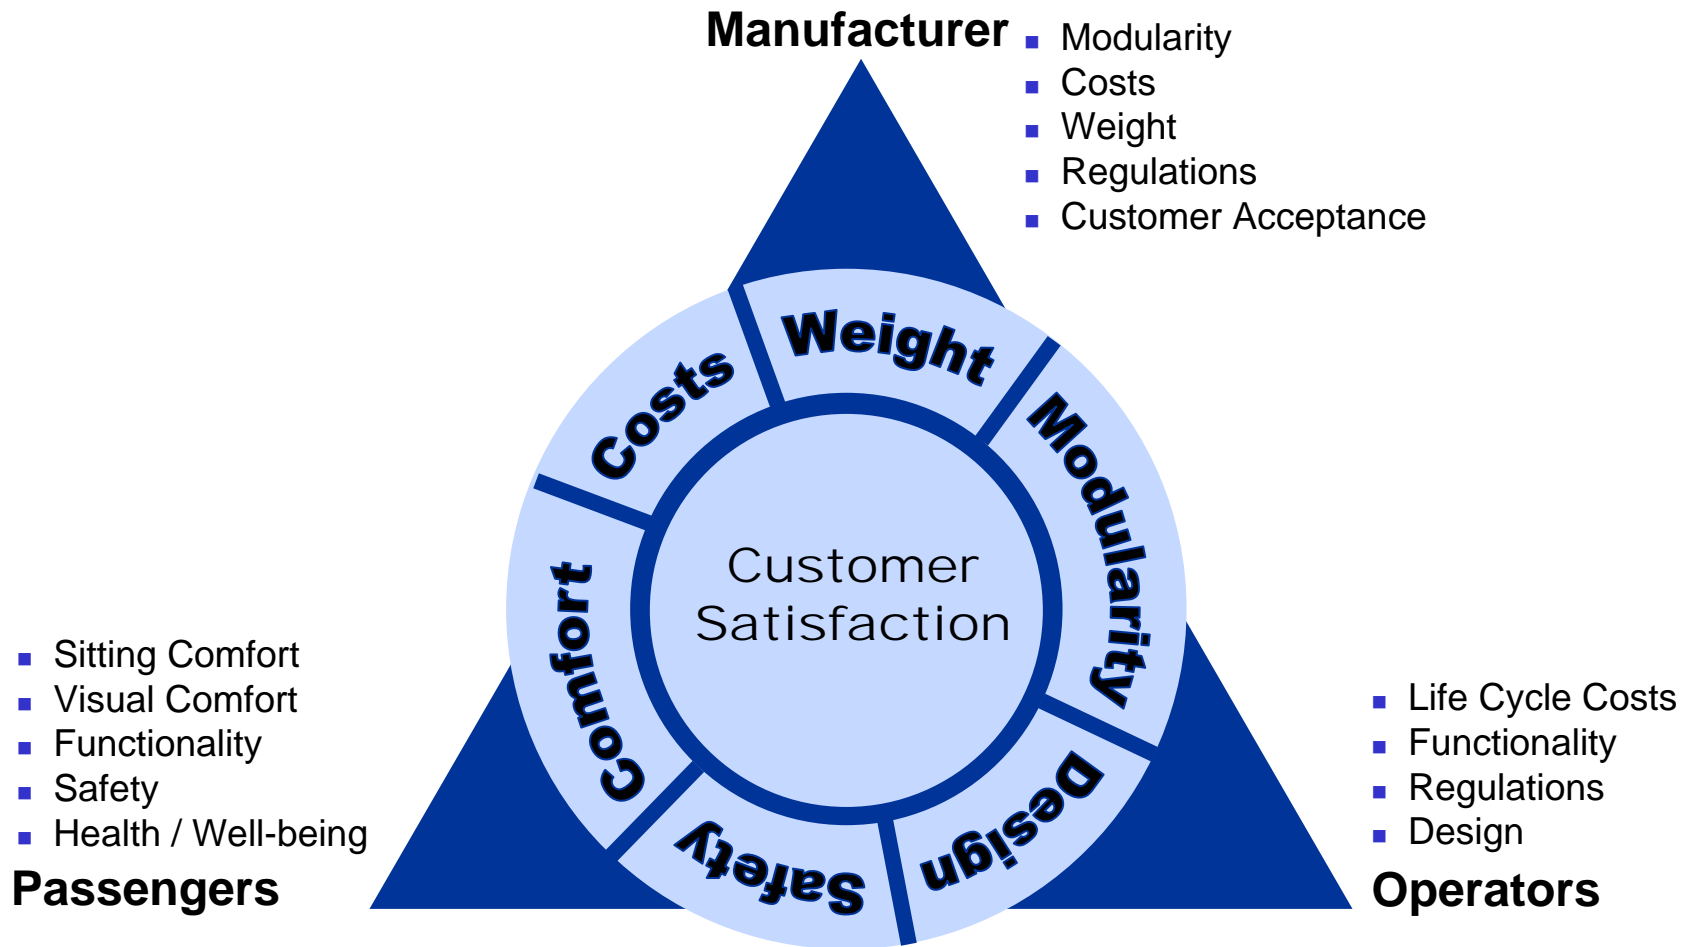 Manufacturer
Modularity
Costs
Weight
Regulations
Customer Acceptance
Weight
Costs
Modularity
Customer
Satisfaction
Comfort
Design
Safety
Sitting Comfort
Visual Comfort
Functionality
Safety
Health / Well-being
Passengers
Life Cycle Costs
Functionality
Regulations
Design
Operators